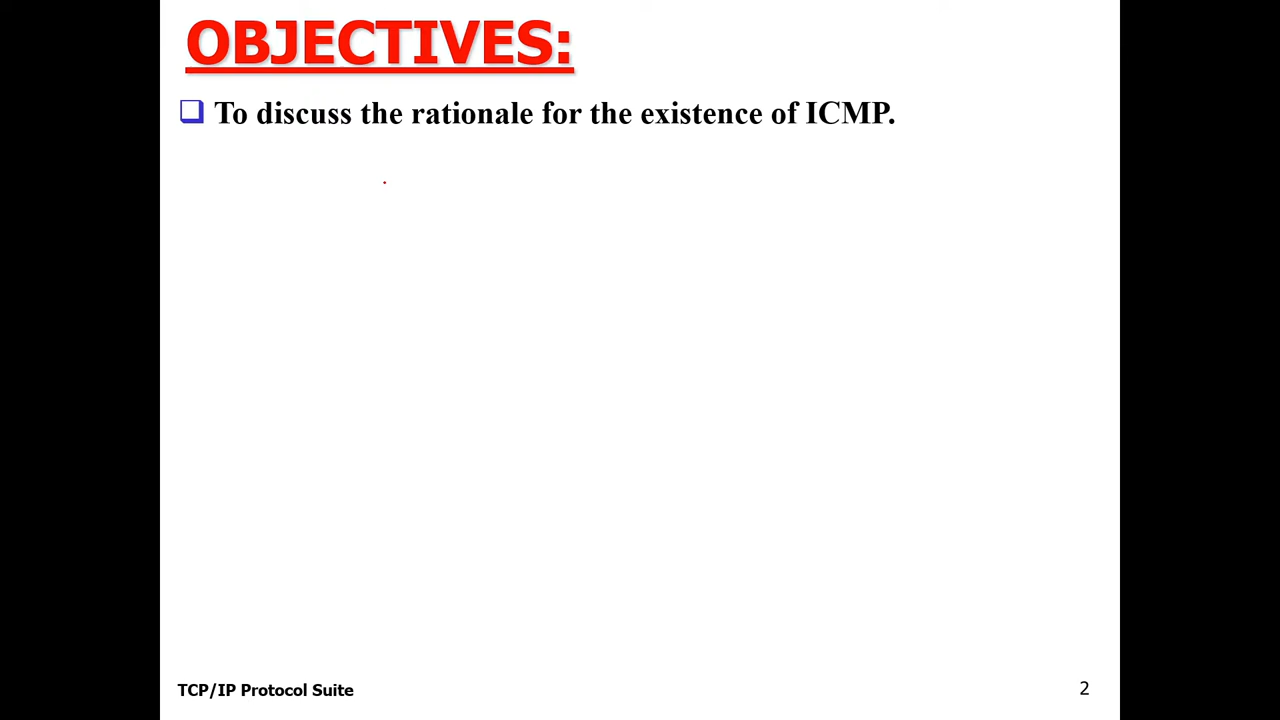 OBJECTIVES:
To discuss the rationale for the existence of ICMP.
TCP/IP Protocol Suite
2